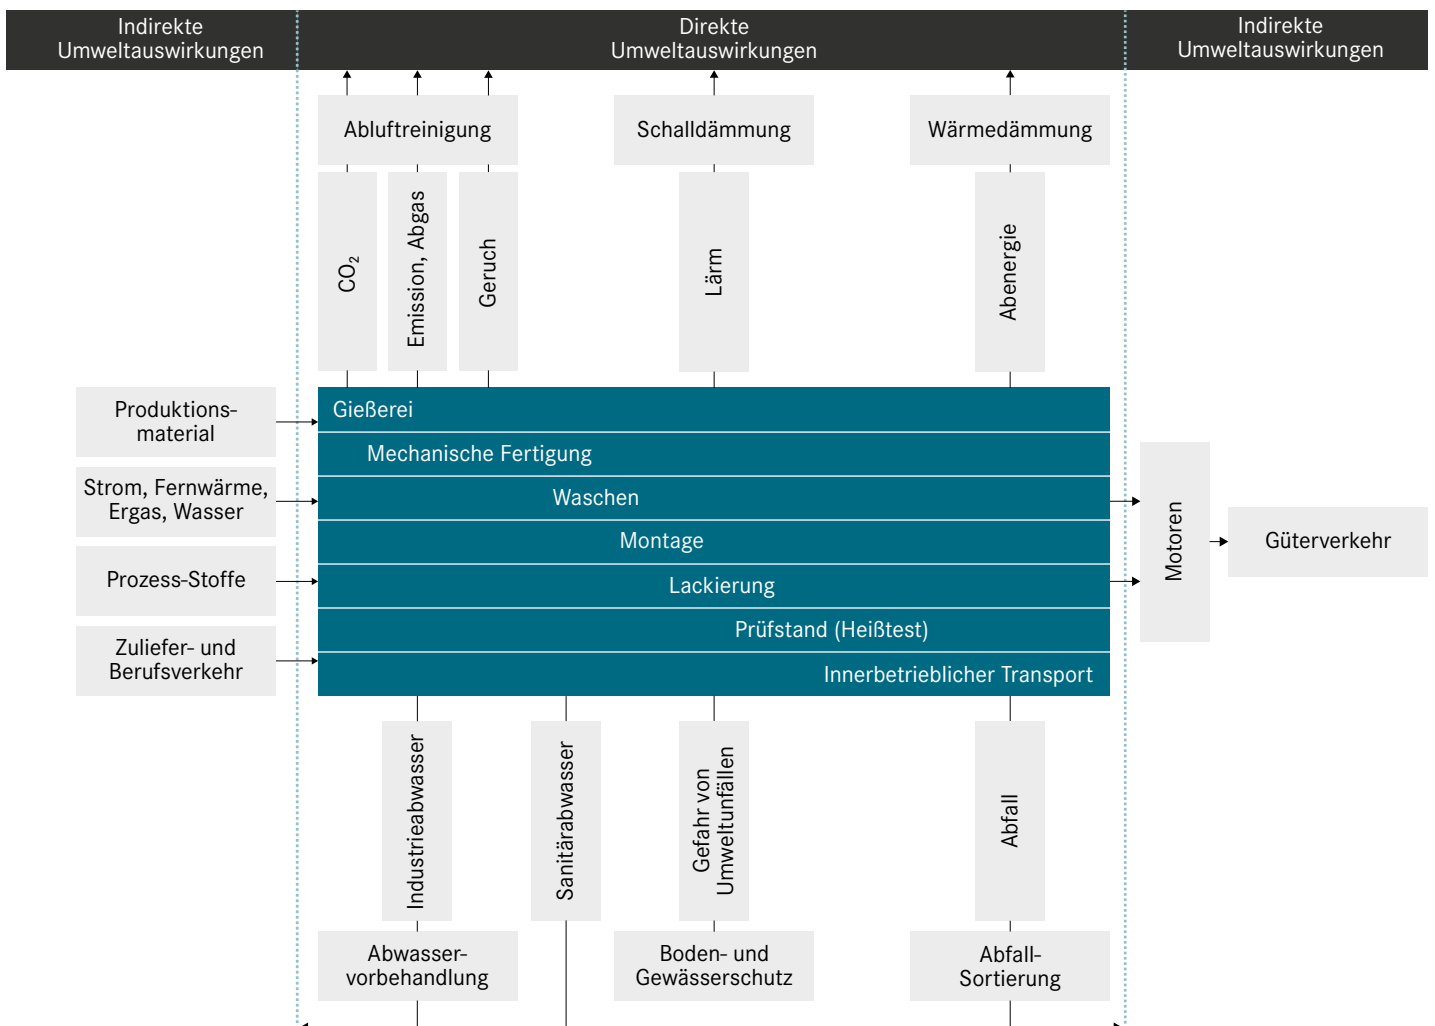 Indirekte
Umweltauswirkungen
Direkte
Umweltauswirkungen
Indirekte
Umweltauswirkungen
Abluftreinigung
Schalldämmung
Wärmedämmung
CO₂
Emission, Abgas
Geruch
Lärm
Abenergie
Produktions-
material
Strom, Fernwärme,
Ergas, Wasser
Prozess-Stoffe
Zuliefer- und
Berufsverkehr
Gießerei
Mechanische Fertigung
Waschen
Montage
Lackierung
Prüfstand (Heißtest)
Innerbetrieblicher Transport
Motoren
Güterverkehr
Industrieabwasser
Sanitärabwasser
Gefahr von
Umweltunfällen
Abfall
Abwasser-
vorbehandlung
Boden- und
Gewässerschutz
Abfall-
Sortierung